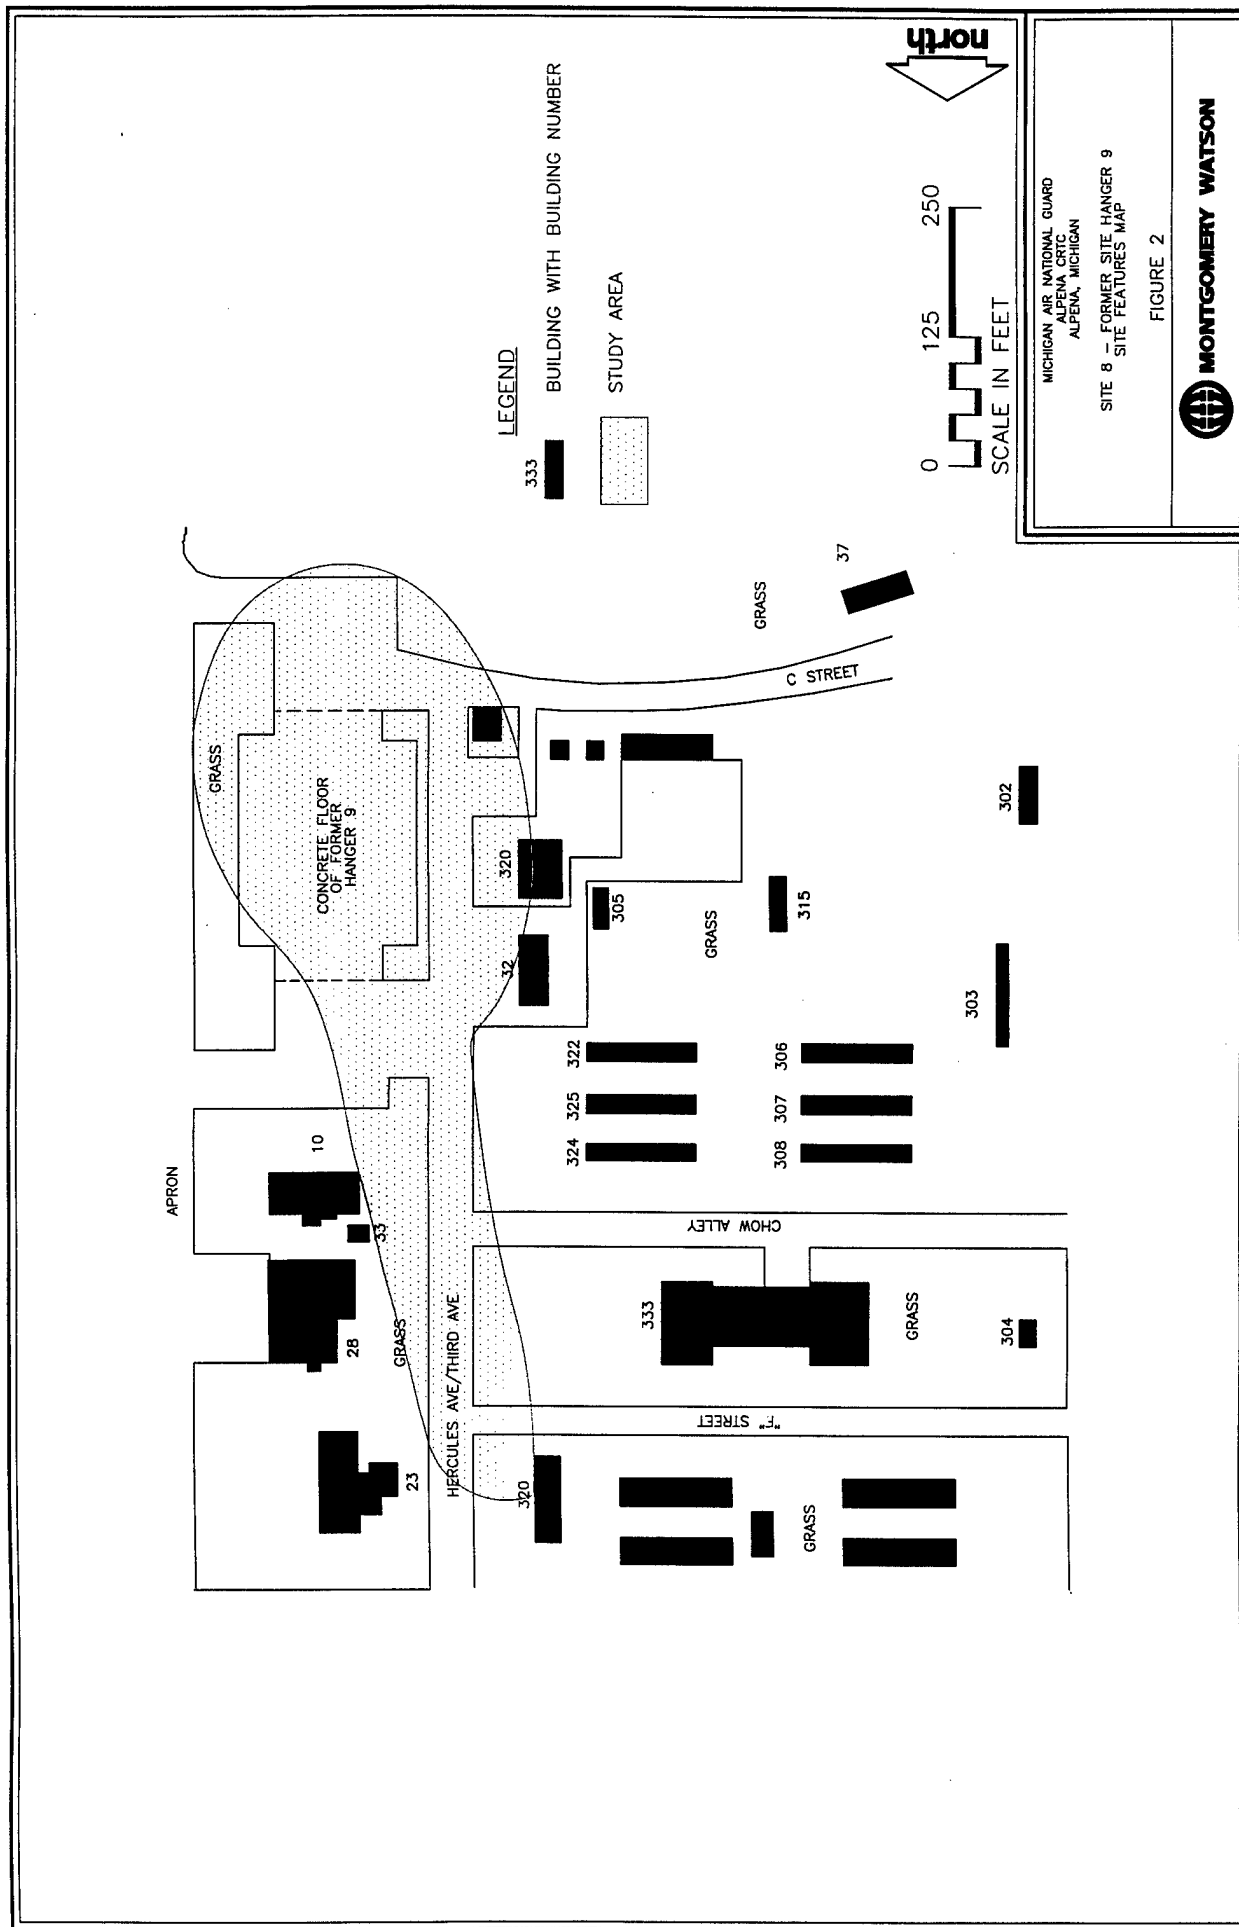 north
LEGEND
333
BUILDING WITH BUILDING NUMBER
STUDY AREA
0 125 250
SCALE IN FEET
APRON
GRASS
CONCRETE FLOOR
OF FORMER
HANGER 9
10
33
28
GRASS
23
HERCULES AVE/THIRD AVE
320
32
320
305
GRASS
315
302
303
C STREET
GRASS
37
322
325
324
306
307
308
CHOW ALLEY
333
GRASS
304
"F" STREET
GRASS
MICHIGAN AIR NATIONAL GUARD
ALPENA CRTC
ALPENA, MICHIGAN
SITE 8 – FORMER SITE HANGER 9
SITE FEATURES MAP
FIGURE 2
MONTGOMERY WATSON